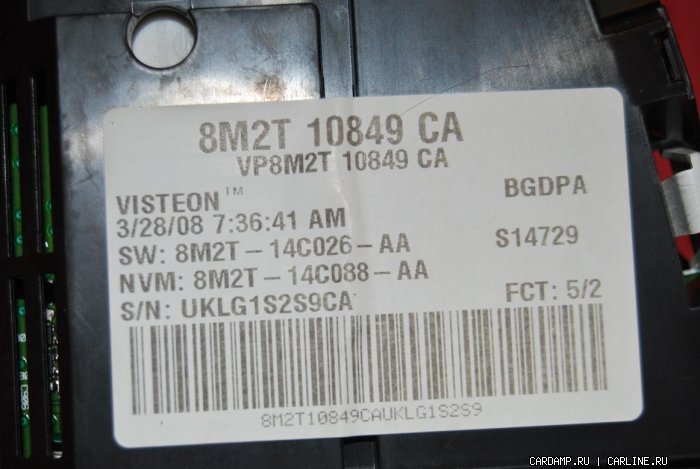 8M2T 10849 CA
VP8M2T 10849 CA
VISTEON™
BGDPA
3/28/08 7:36:41 AM
SW: 8M2T-14C026-AA
S14729
NVM: 8M2T-14C088-AA
S/N: UKLG1S2S9CA
FCT: 5/2
8M2T10849CAUKLG1S2S9
CARDAMP.RU | CARLINE.RU